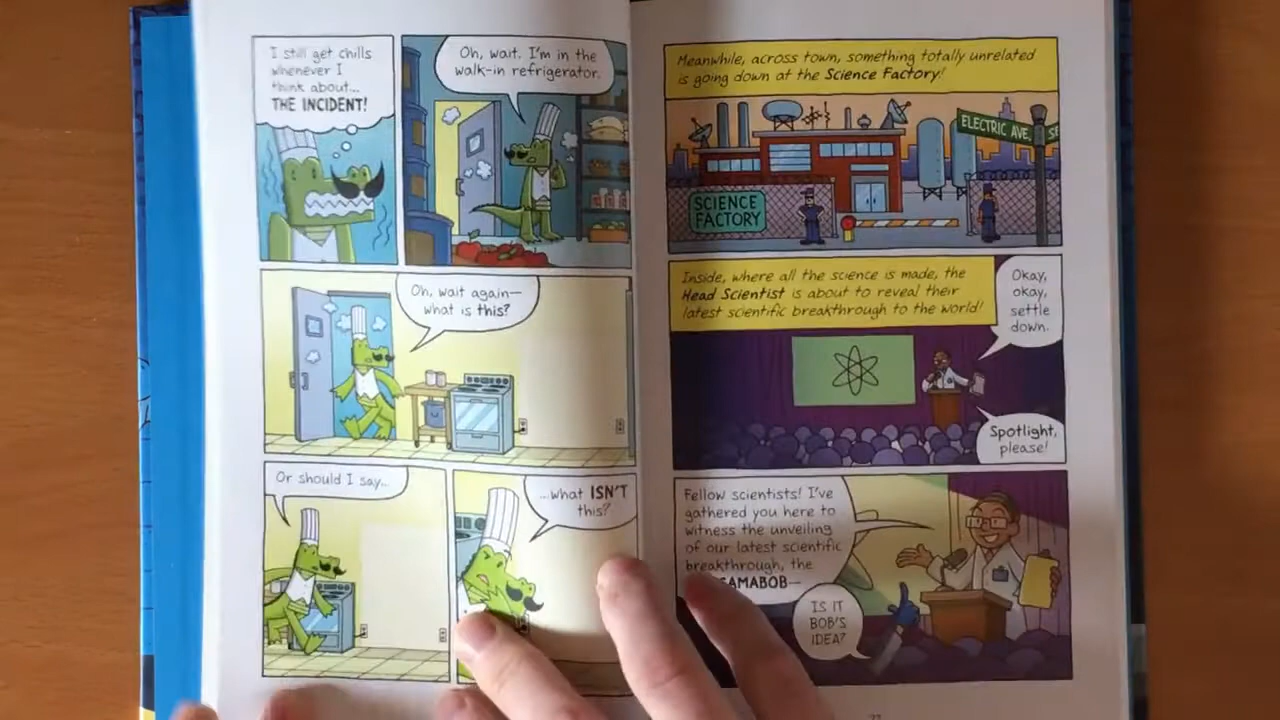 I still get chills
whenever I
think about...
THE INCIDENT!
Oh, wait. I'm in the
walk-in refrigerator.
Oh, wait again—
what is this?
Or should I say...
...what ISN'T
this?
Meanwhile, across town, something totally unrelated
is going down at the Science Factory!
ELECTRIC AVE.
SCIENCE
FACTORY
Inside, where all the science is made, the
Head Scientist is about to reveal their
latest scientific breakthrough to the world!
Okay,
okay,
settle
down.
Spotlight,
please!
Fellow scientists! I've
gathered you here to
witness the unveiling
of our latest scientific
breakthrough, the
AMABOB—
IS IT
BOB'S
IDEA?